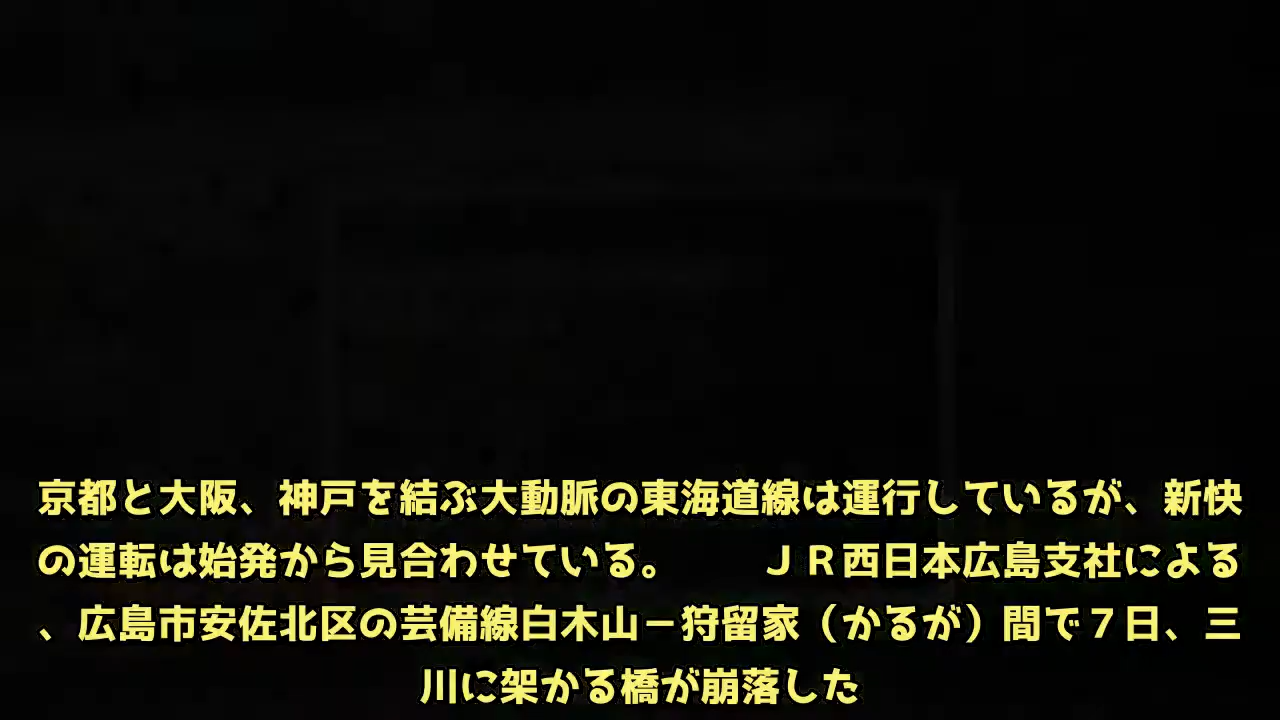 京都と大阪、神戸を結ぶ大動脈の東海道線は運行しているが、新快
の運転は始発から見合わせている。　　ＪＲ西日本広島支社による
、広島市安佐北区の芸備線白木山－狩留家（かるが）間で７日、三
川に架かる橋が崩落した